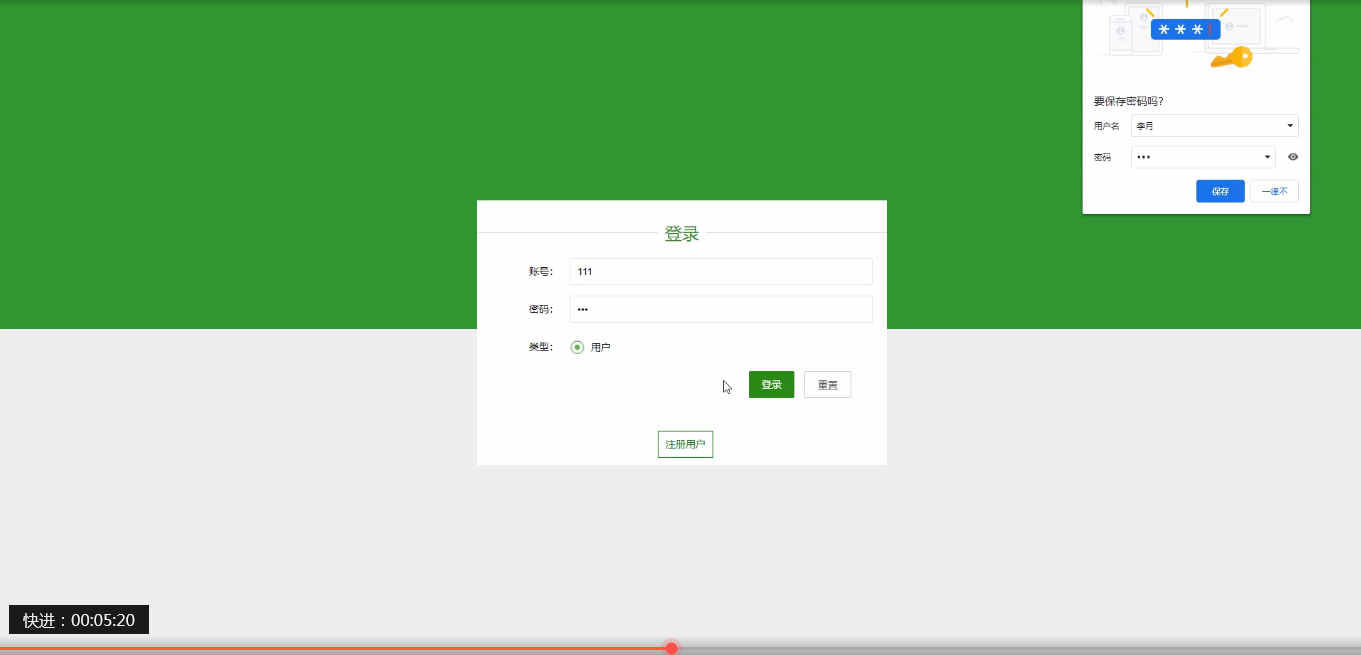 ***
要保存密码吗?
用户名 李月
密码 •••
保存 一律不
登录
账号： 111
密码： •••
类型： 用户
登录 重置
注册用户
快进：00:05:20